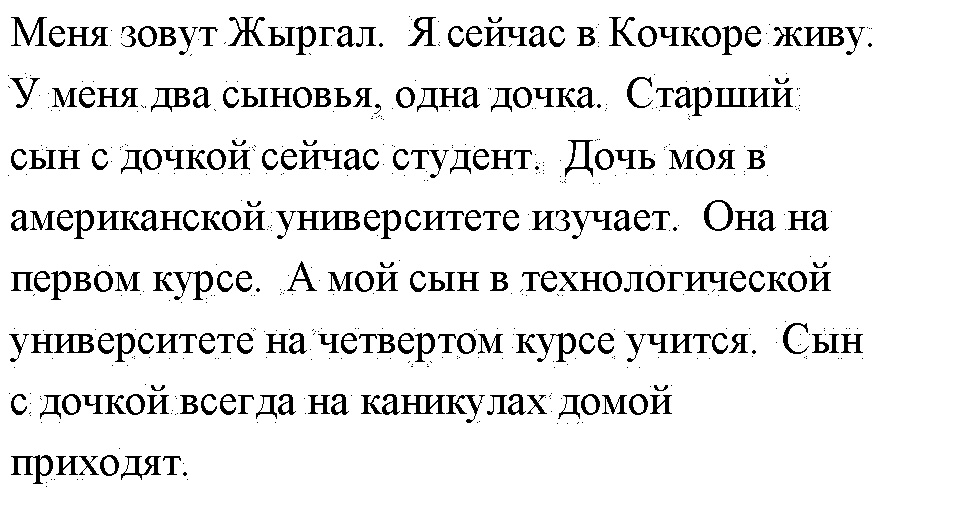 Меня зовут Жыргал.  Я сейчас в Кочкоре живу.
У меня два сыновья, одна дочка.  Старший
сын с дочкой сейчас студент.  Дочь моя в
американской университете изучает.  Она на
первом курсе.  А мой сын в технологической
университете на четвертом курсе учится.  Сын
с дочкой всегда на каникулах домой
приходят.